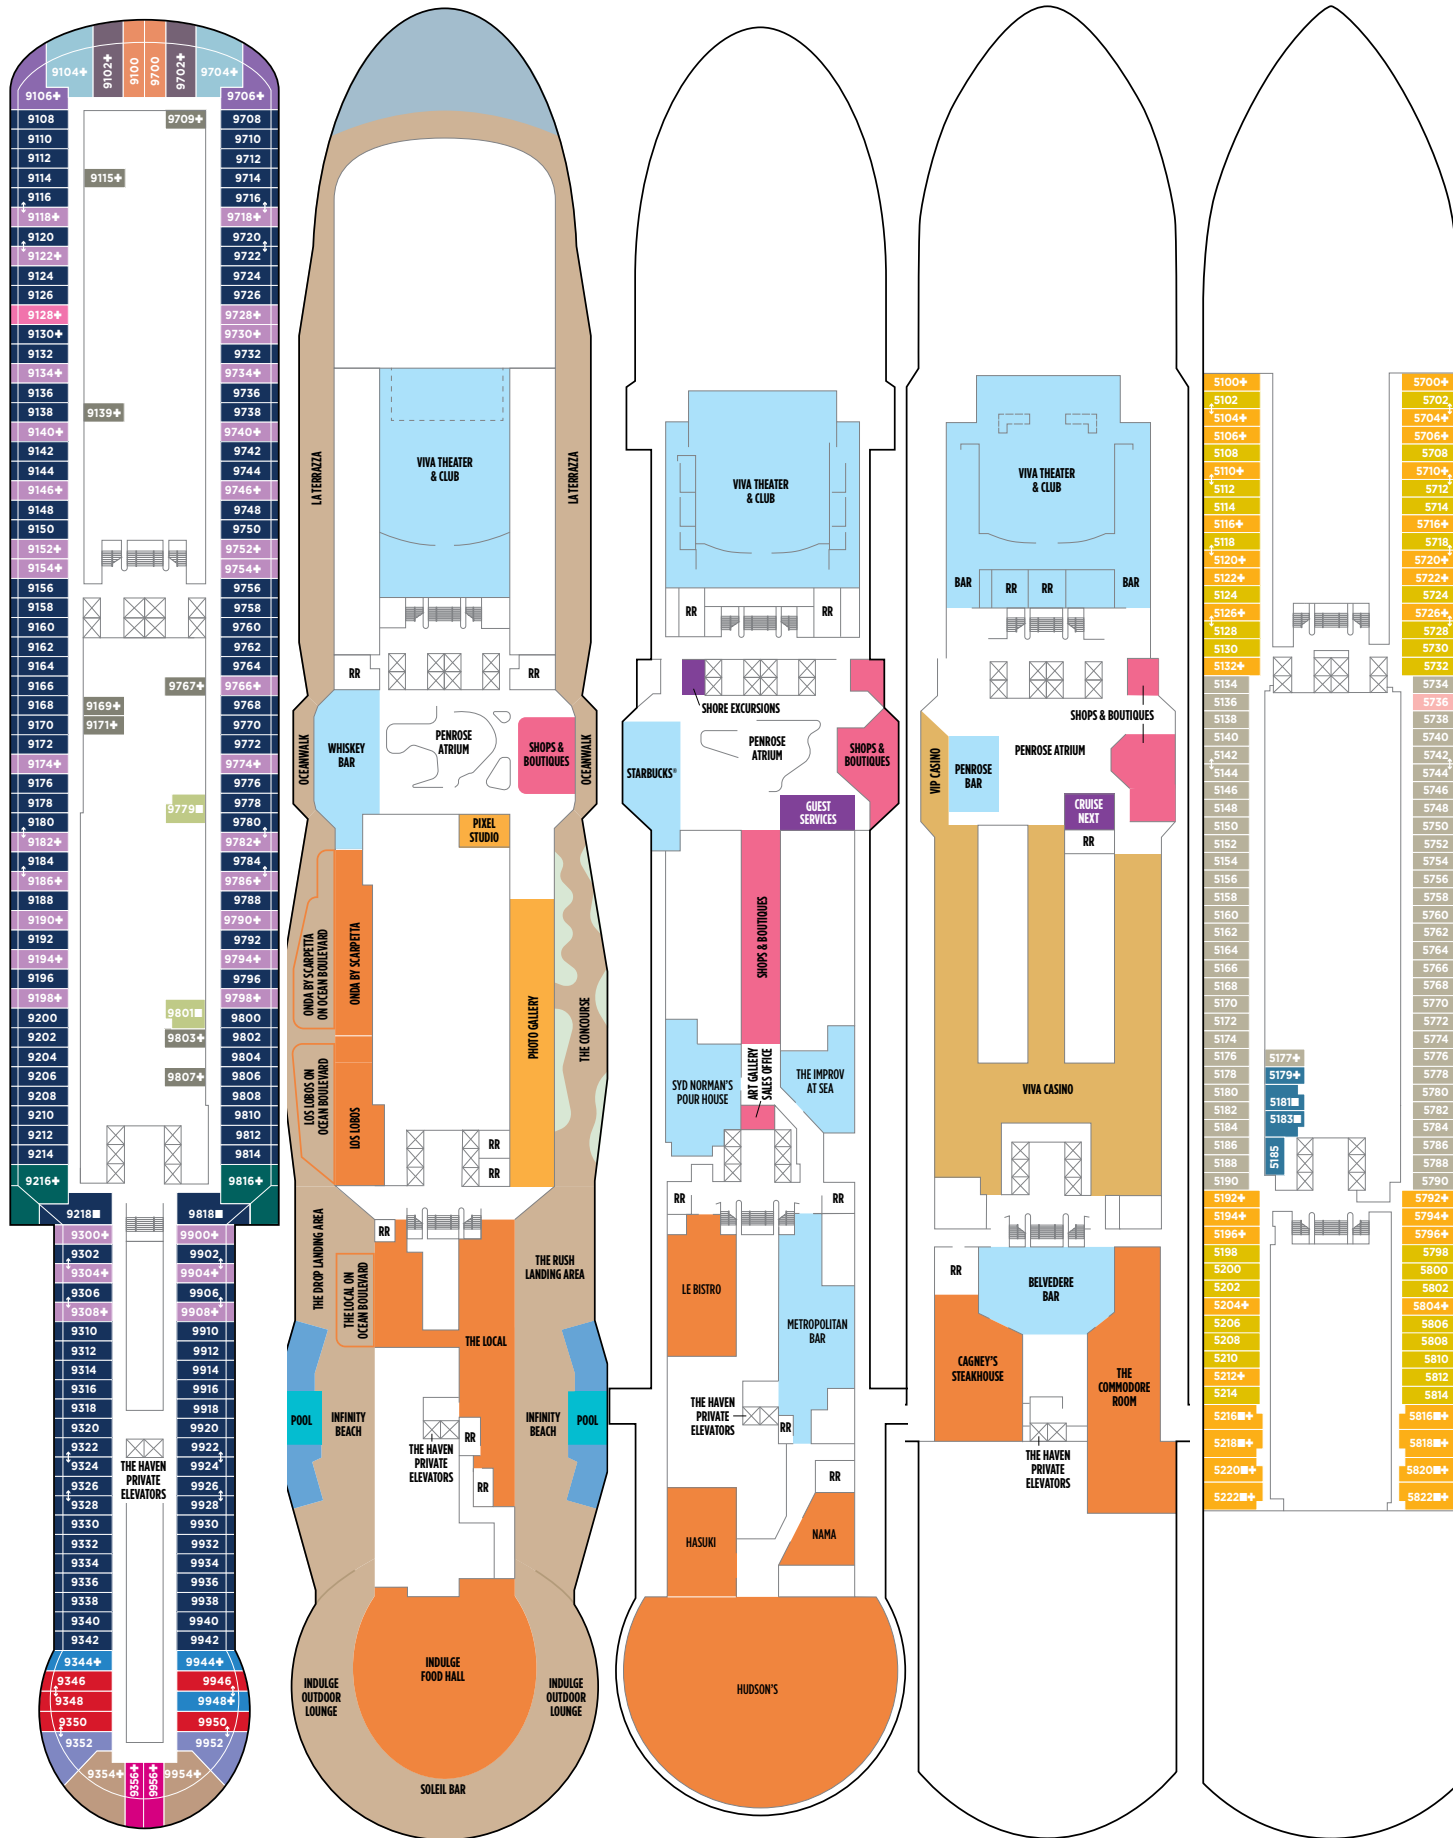 9104✚
9102✚
9100
9700
9702✚
9704✚
9106✚
9706✚
9108
9110
9112
9114
9116
9118✚
9120
9122✚
9124
9126
9128✚
9130✚
9132
9134✚
9136
9138
9140✚
9142
9144
9146✚
9148
9150
9152✚
9154✚
9156
9158
9160
9162
9164
9166
9168
9170
9172
9174✚
9176
9178
9180
9182✚
9184
9186✚
9188
9190✚
9192
9194✚
9196
9198✚
9200
9202
9204
9206
9208
9210
9212
9214
9216✚
9218■
9300✚
9302
9304✚
9306
9308✚
9310
9312
9314
9316
9318
9320
9322
9324
9326
9328
9330
9332
9334
9336
9338
9340
9342
9344✚
9346
9348
9350
9352
9354✚
9356✚
9115✚
9139✚
9169✚
9171✚
9709✚
9767✚
9779■
9801■
9803✚
9807✚
THE HAVEN
PRIVATE
ELEVATORS
9708
9710
9712
9714
9716
9718✚
9720
9722
9724
9726
9728✚
9730✚
9732
9734✚
9736
9738
9740✚
9742
9744
9746✚
9748
9750
9752✚
9754✚
9756
9758
9760
9762
9764
9766✚
9768
9770
9772
9774✚
9776
9778
9780
9782✚
9784
9786✚
9788
9790✚
9792
9794✚
9796
9798✚
9800
9802
9804
9806
9808
9810
9812
9814
9816✚
9818■
9900✚
9902
9904✚
9906
9908✚
9910
9912
9914
9916
9918
9920
9922
9924
9926
9928
9930
9932
9934
9936
9938
9940
9942
9944✚
9946
9948✚
9950
9952
9954✚
9956✚
LA TERRAZZA
VIVA THEATER
& CLUB
LA TERRAZZA
RR
RR
OCEANWALK
WHISKEY
BAR
PENROSE
ATRIUM
SHOPS &
BOUTIQUES
OCEANWALK
PIXEL
STUDIO
ONDA BY SCARPETTA
ON OCEAN BOULEVARD
ONDA BY SCARPETTA
PHOTO GALLERY
THE CONCOURSE
LOS LOBOS ON
OCEAN BOULEVARD
LOS LOBOS
RR
RR
THE DROP LANDING AREA
RR
THE RUSH
LANDING AREA
THE LOCAL ON
OCEAN BOULEVARD
THE LOCAL
POOL
INFINITY
BEACH
INFINITY
BEACH
POOL
RR
THE HAVEN
PRIVATE
ELEVATORS
RR
INDULGE
FOOD HALL
INDULGE
OUTDOOR
LOUNGE
INDULGE
OUTDOOR
LOUNGE
SOLEIL BAR
VIVA THEATER
& CLUB
RR
RR
SHORE EXCURSIONS
STARBUCKS®
PENROSE
ATRIUM
SHOPS &
BOUTIQUES
GUEST
SERVICES
SHOPS & BOUTIQUES
SYD NORMAN'S
POUR HOUSE
ART GALLERY
SALES OFFICE
THE IMPROV
AT SEA
RR
RR
LE BISTRO
METROPOLITAN
BAR
THE HAVEN
PRIVATE
ELEVATORS
RR
RR
HASUKI
NAMA
HUDSON'S
VIVA THEATER
& CLUB
BAR
RR
RR
BAR
SHOPS & BOUTIQUES
VIP CASINO
PENROSE
BAR
PENROSE ATRIUM
CRUISE
NEXT
RR
VIVA CASINO
RR
BELVEDERE
BAR
CAGNEY'S
STEAKHOUSE
THE
COMMODORE
ROOM
THE HAVEN
PRIVATE
ELEVATORS
5100✚
5102
5104✚
5106✚
5108
5110✚
5112
5114
5116✚
5118
5120✚
5122✚
5124
5126✚
5128
5130
5132✚
5134
5136
5138
5140
5142
5144
5146
5148
5150
5152
5154
5156
5158
5160
5162
5164
5166
5168
5170
5172
5174
5176
5178
5180
5182
5184
5186
5188
5190
5192✚
5194✚
5196✚
5198
5200
5202
5204✚
5206
5208
5210
5212✚
5214
5216■✚
5218■✚
5220■✚
5222■✚
5177✚
5179✚
5181■
5183■
5185
5700✚
5702
5704✚
5706✚
5708
5710✚
5712
5714
5716✚
5718
5720✚
5722✚
5724
5726✚
5728
5730
5732
5734
5736
5738
5740
5742
5744
5746
5748
5750
5752
5754
5756
5758
5760
5762
5764
5766
5768
5770
5772
5774
5776
5778
5780
5782
5784
5786
5788
5790
5792✚
5794✚
5796✚
5798
5800
5802
5804✚
5806
5808
5810
5812
5814
5816■✚
5818■✚
5820■✚
5822■✚